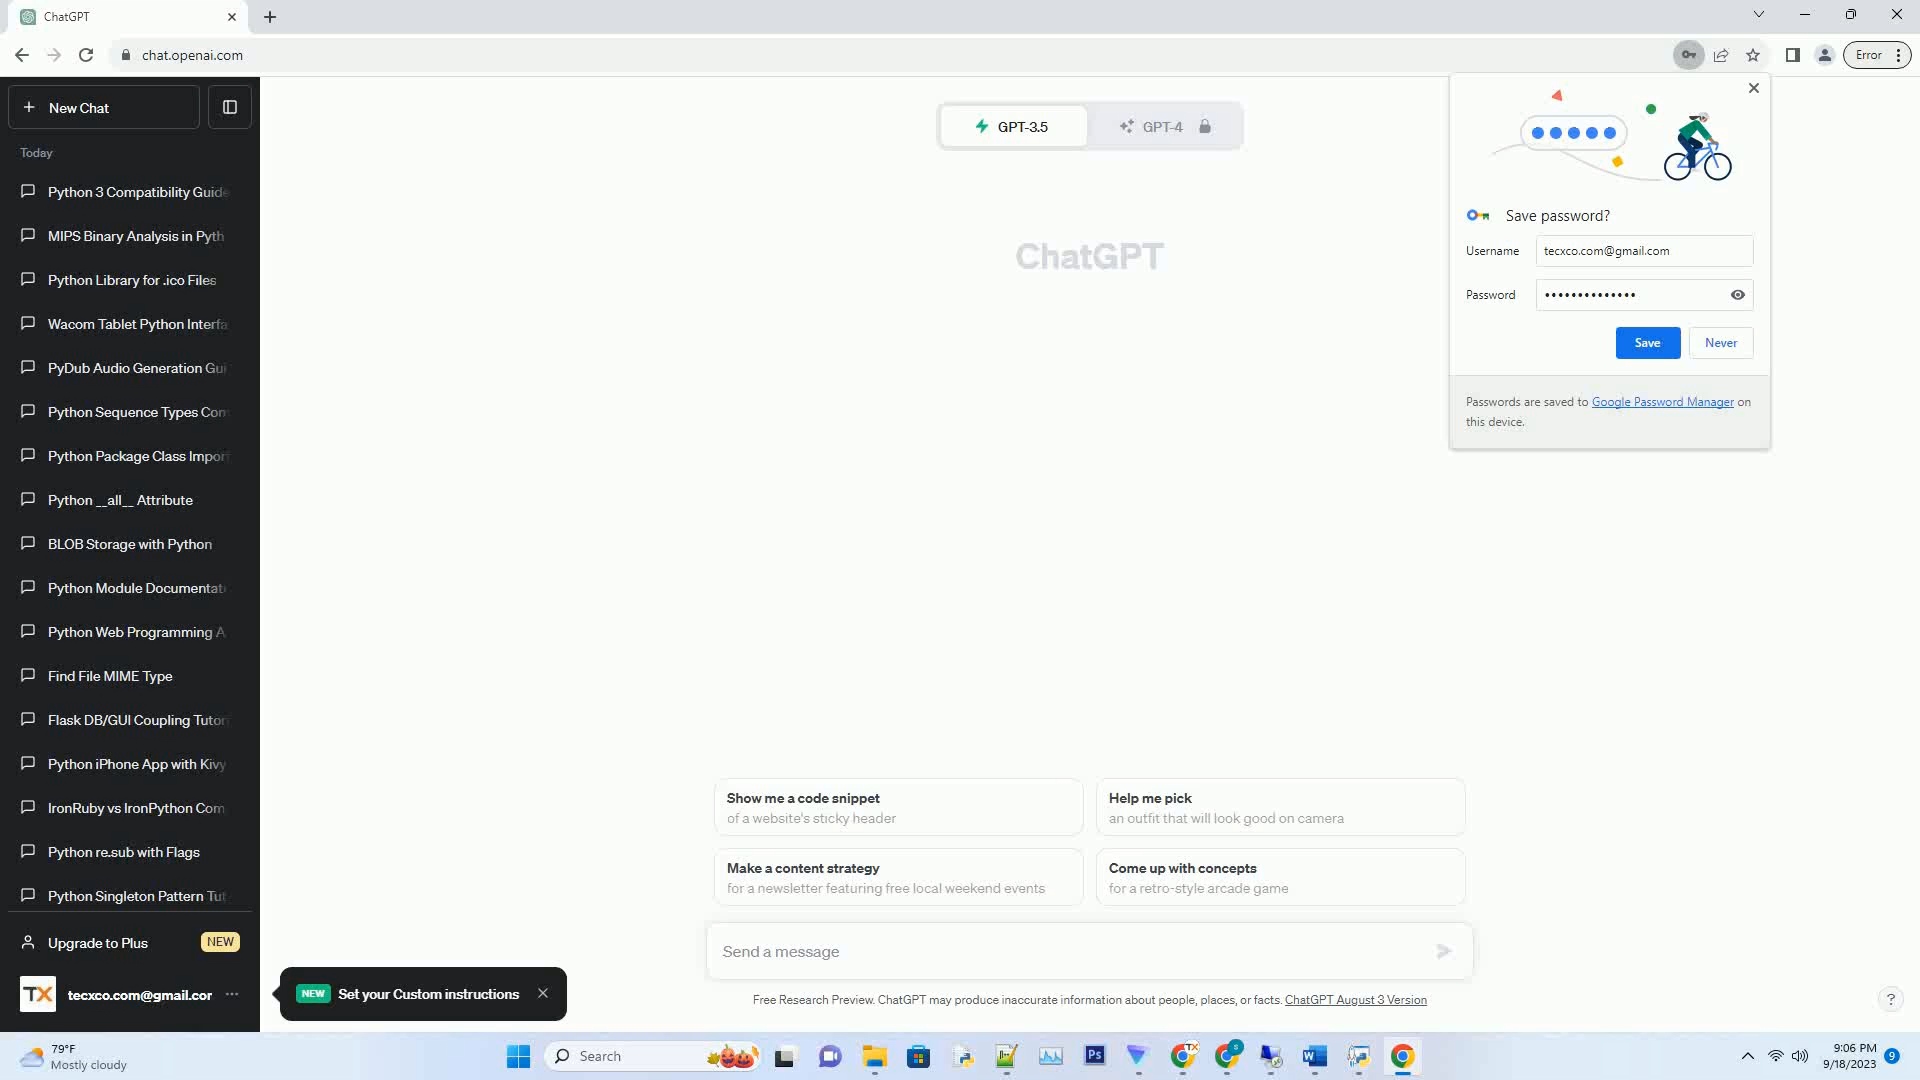 ChatGPT
chat.openai.com
Error
New Chat
Today
Python 3 Compatibility Guide
MIPS Binary Analysis in Pyth
Python Library for .ico Files
Wacom Tablet Python Interfa
PyDub Audio Generation Gui
Python Sequence Types Com
Python Package Class Impor
Python __all__ Attribute
BLOB Storage with Python
Python Module Documentat
Python Web Programming A
Find File MIME Type
Flask DB/GUI Coupling Tutor
Python iPhone App with Kivy
IronRuby vs IronPython Com
Python re.sub with Flags
Python Singleton Pattern Tut
Upgrade to Plus NEW
TX tecxco.com@gmail.cor
NEW Set your Custom instructions
GPT-3.5 GPT-4
ChatGPT
Save password?
Username tecxco.com@gmail.com
Password ••••••••••••••
Save Never
Passwords are saved to Google Password Manager on
this device.
Show me a code snippet
of a website's sticky header
Help me pick
an outfit that will look good on camera
Make a content strategy
for a newsletter featuring free local weekend events
Come up with concepts
for a retro-style arcade game
Send a message
Free Research Preview. ChatGPT may produce inaccurate information about people, places, or facts. ChatGPT August 3 Version
?
79°F
Mostly cloudy
Search
Ps
TX
S
W
9:06 PM
9/18/2023
9